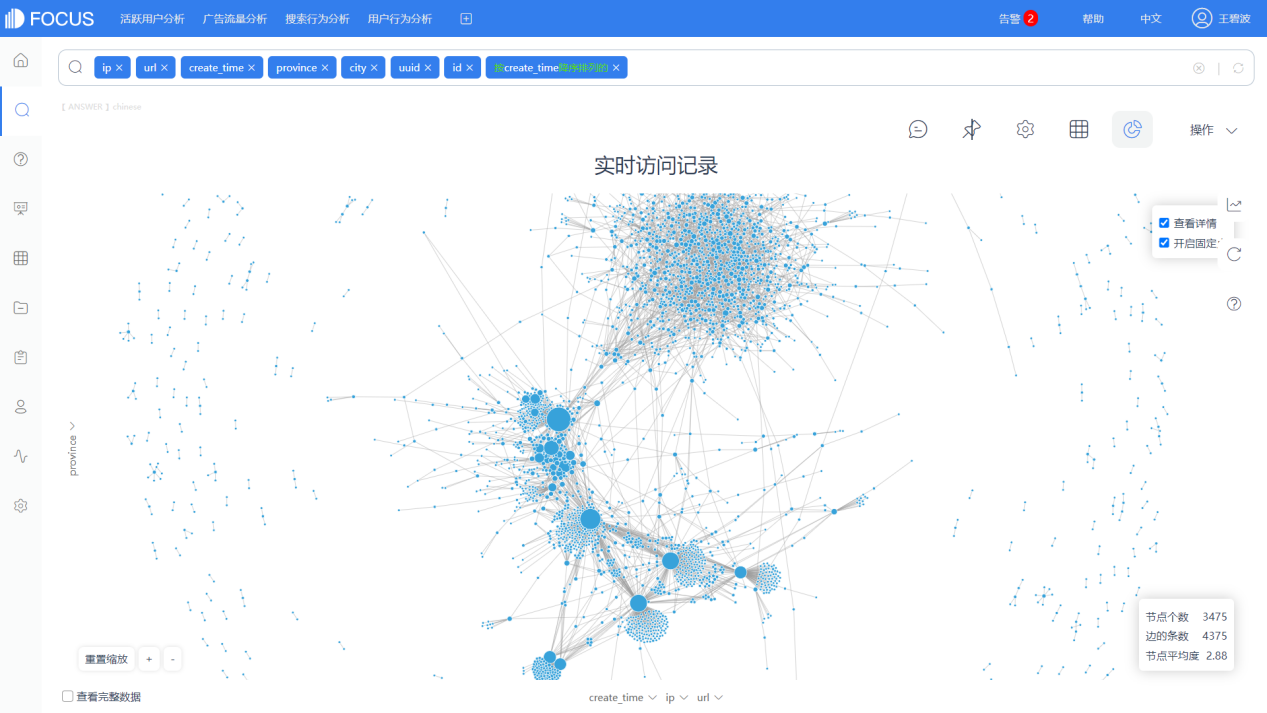 FOCUS 活跃用户分析 广告流量分析 搜索行为分析 用户行为分析 告警 2 帮助 中文 王碧波
ip × url × create_time × province × city × uuid × id × 按create_time降序排列的 ×
[ ANSWER ] chinese
操作
实时访问记录
查看详情
开启固定
province
节点个数 3475
边的条数 4375
节点平均度 2.88
重置缩放 + -
查看完整数据
create_time ip url